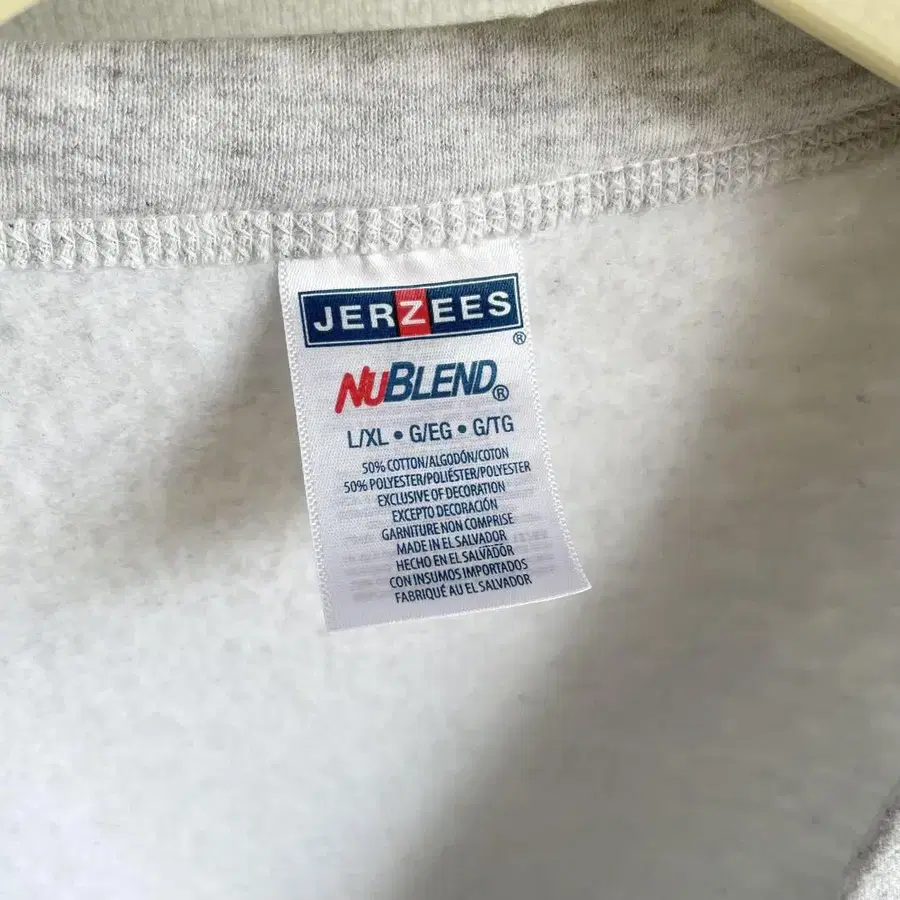 JERZEES®
NUBLEND®
L/XL • G/EG • G/TG
50% COTTON/ALGODÓN/COTON
50% POLYESTER/POLIÉSTER/POLYESTER
EXCLUSIVE OF DECORATION
EXCEPTO DECORACIÓN
GARNITURE NON COMPRISE
MADE IN EL SALVADOR
HECHO EN EL SALVADOR
CON INSUMOS IMPORTADOS
FABRIQUÉ AU EL SALVADOR